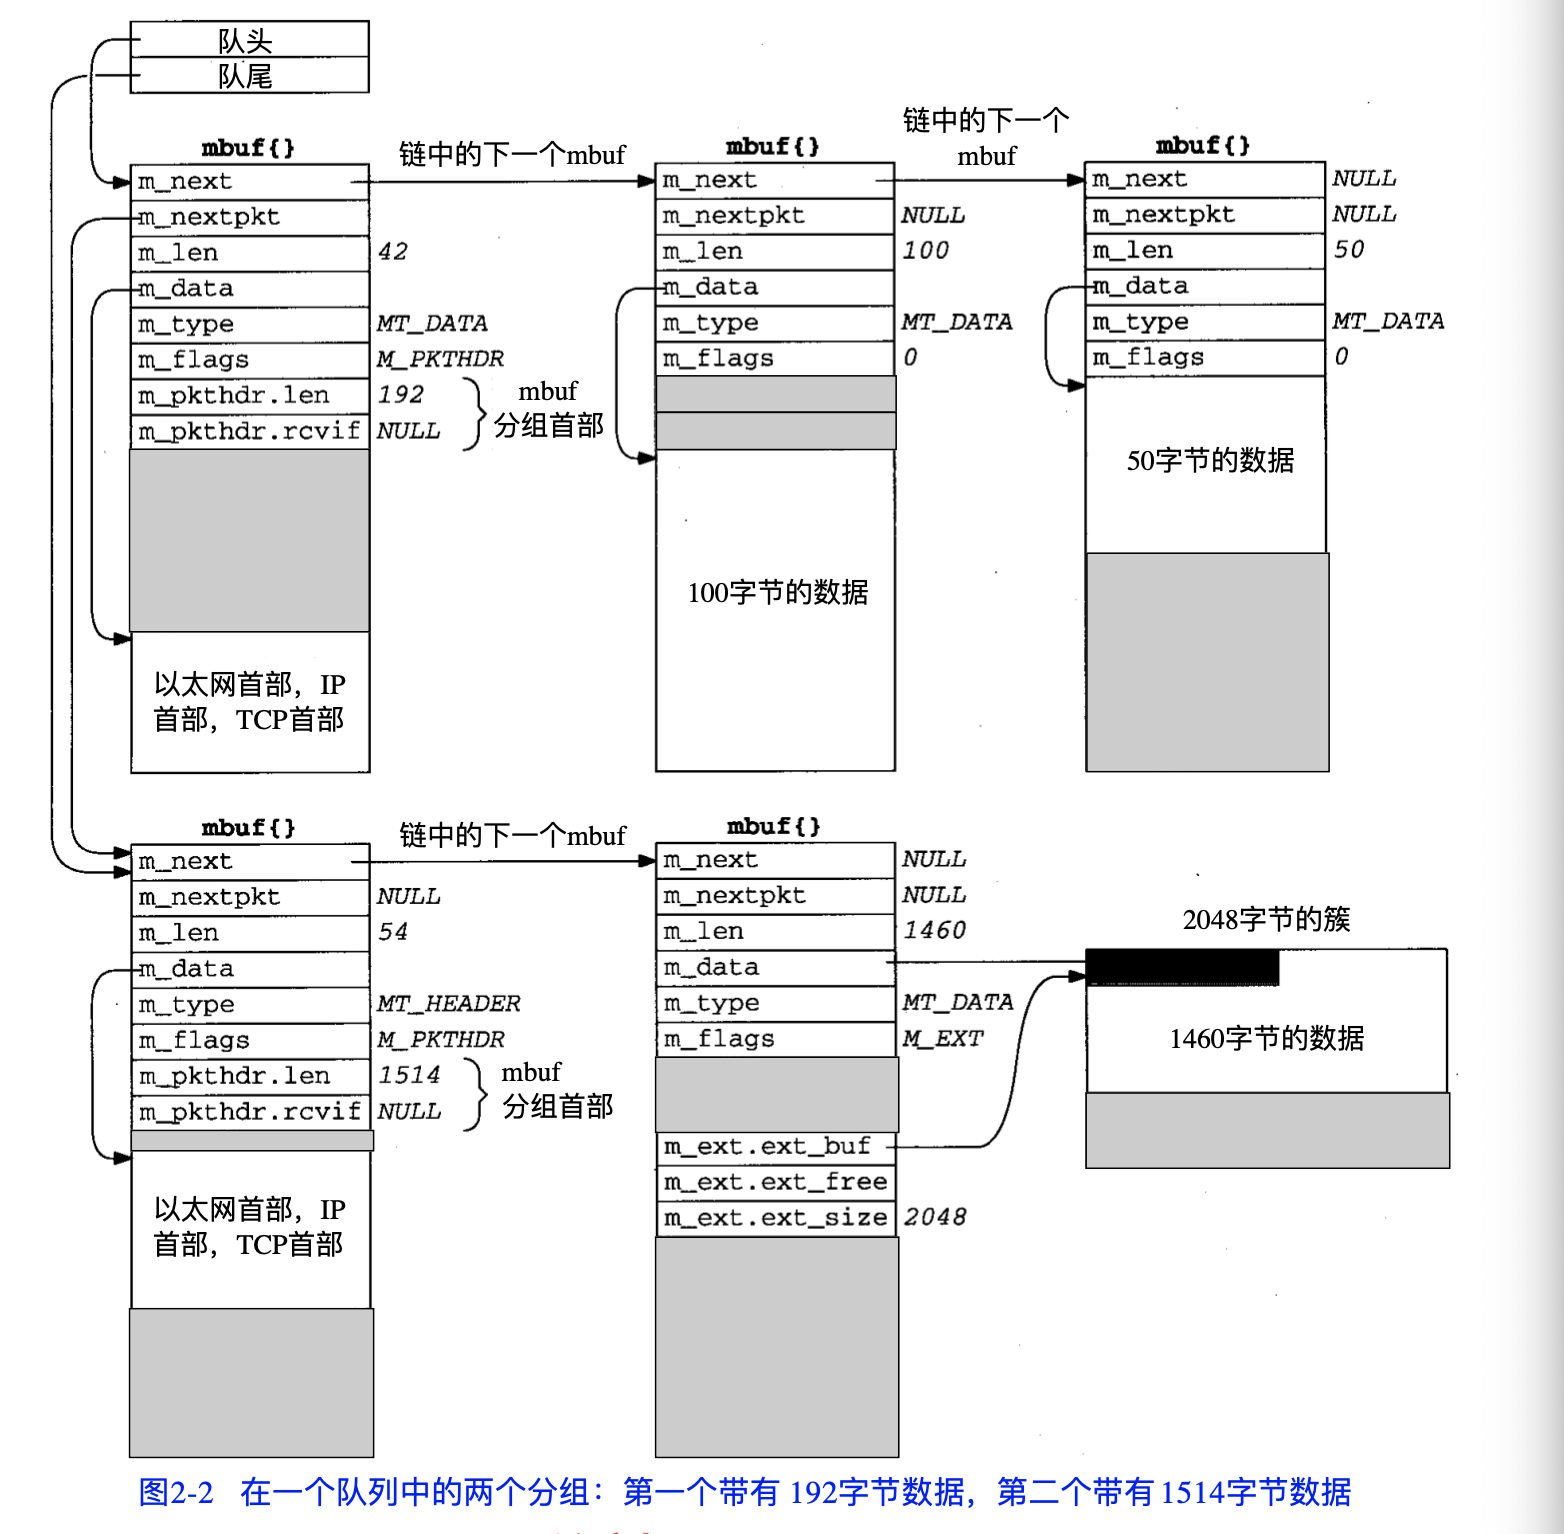 队头
队尾
mbuf{}
链中的下一个mbuf
mbuf{}
链中的下一个
mbuf
mbuf{}
m_next
m_nextpkt
m_len 42
m_data
m_type MT_DATA
m_flags M_PKTHDR
m_pkthdr.len 192
m_pkthdr.rcvif NULL
mbuf
分组首部
以太网首部，IP
首部，TCP首部
m_next
m_nextpkt NULL
m_len 100
m_data
m_type MT_DATA
m_flags 0
100字节的数据
m_next NULL
m_nextpkt NULL
m_len 50
m_data
m_type MT_DATA
m_flags 0
50字节的数据
mbuf{}
链中的下一个mbuf
mbuf{}
m_next
m_nextpkt NULL
m_len 54
m_data
m_type MT_HEADER
m_flags M_PKTHDR
m_pkthdr.len 1514
m_pkthdr.rcvif NULL
mbuf
分组首部
以太网首部，IP
首部，TCP首部
m_next NULL
m_nextpkt NULL
m_len 1460
m_data
m_type MT_DATA
m_flags M_EXT
m_ext.ext_buf
m_ext.ext_free
m_ext.ext_size 2048
2048字节的簇
1460字节的数据
图2-2 在一个队列中的两个分组：第一个带有 192字节数据，第二个带有1514字节数据